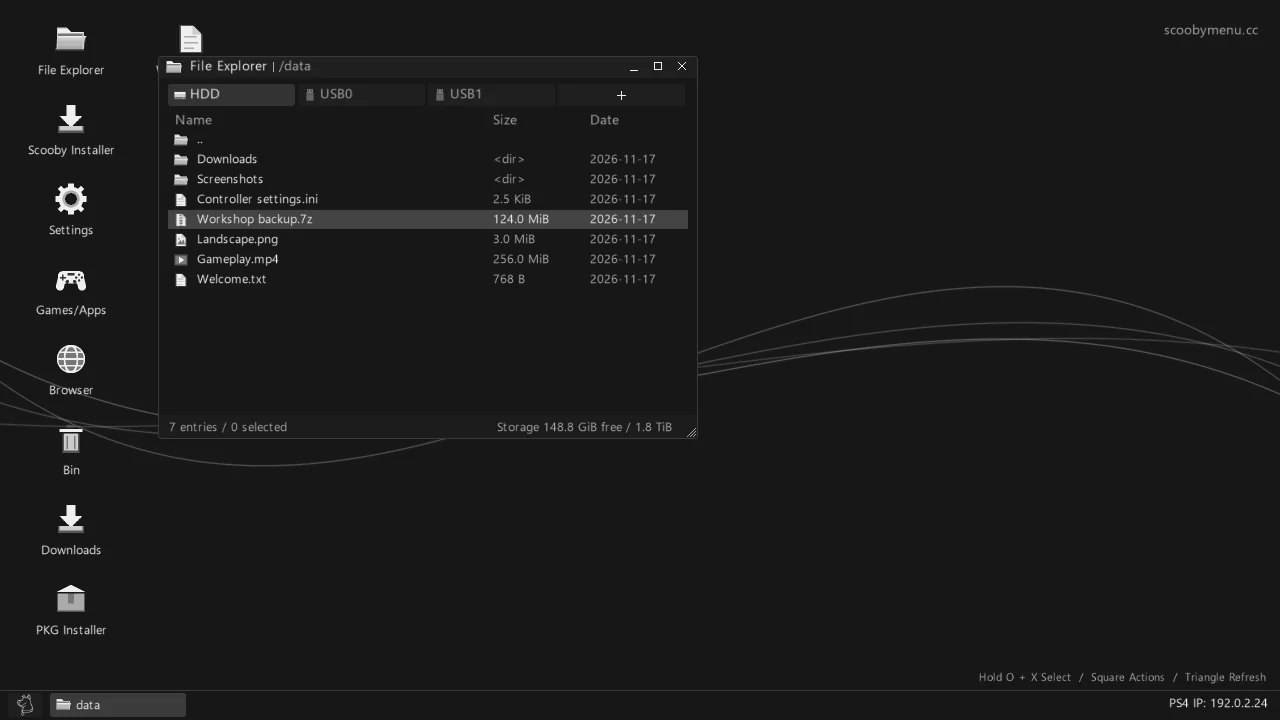 scoobymenu.cc
File Explorer
Scooby Installer
Settings
Games/Apps
Browser
Bin
Downloads
PKG Installer
File Explorer | /data
HDD USB0 USB1 +
Name Size Date
..
Downloads <dir> 2026-11-17
Screenshots <dir> 2026-11-17
Controller settings.ini 2.5 KiB 2026-11-17
Workshop backup.7z 124.0 MiB 2026-11-17
Landscape.png 3.0 MiB 2026-11-17
Gameplay.mp4 256.0 MiB 2026-11-17
Welcome.txt 768 B 2026-11-17
7 entries / 0 selected Storage 148.8 GiB free / 1.8 TiB
Hold O + X Select / Square Actions / Triangle Refresh
data
PS4 IP: 192.0.2.24